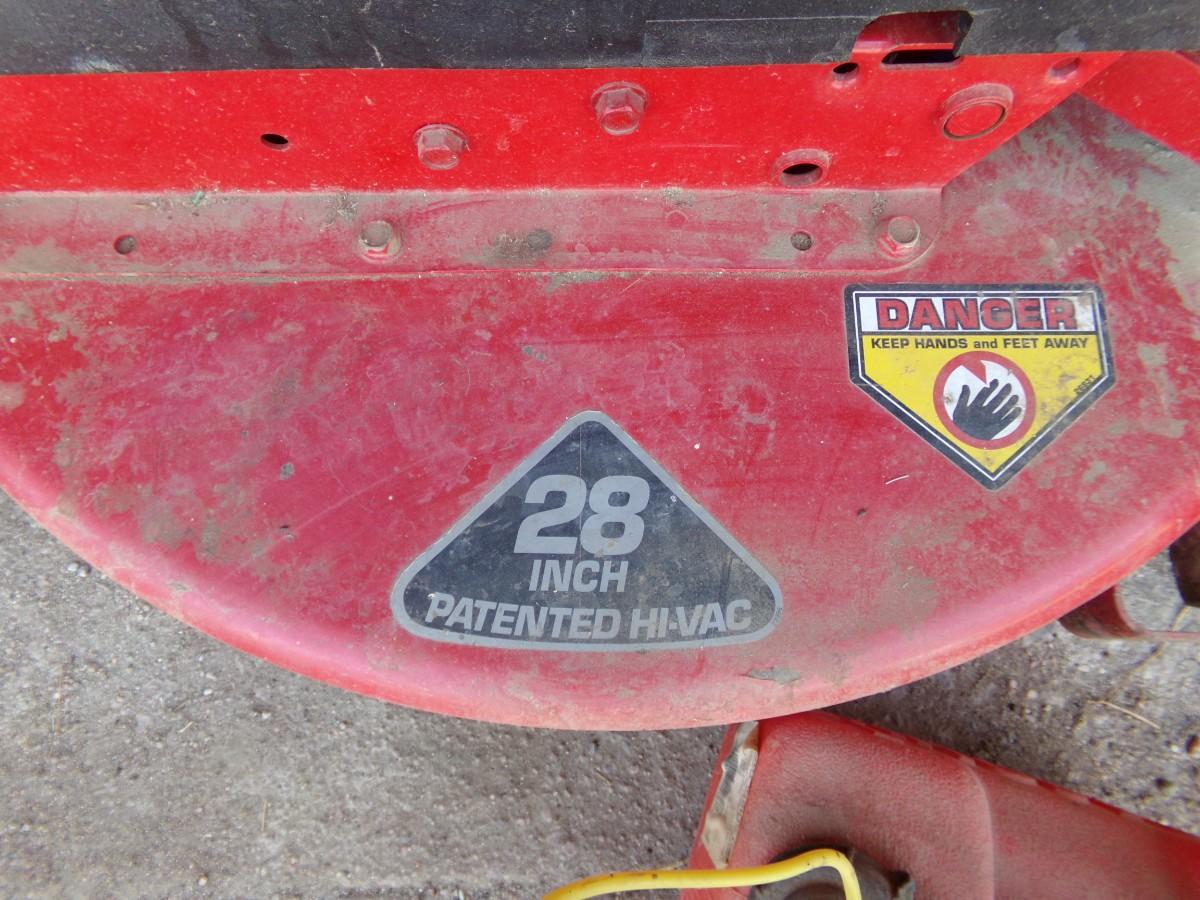 DANGER
KEEP HANDS and FEET AWAY
28
INCH
PATENTED HI-VAC